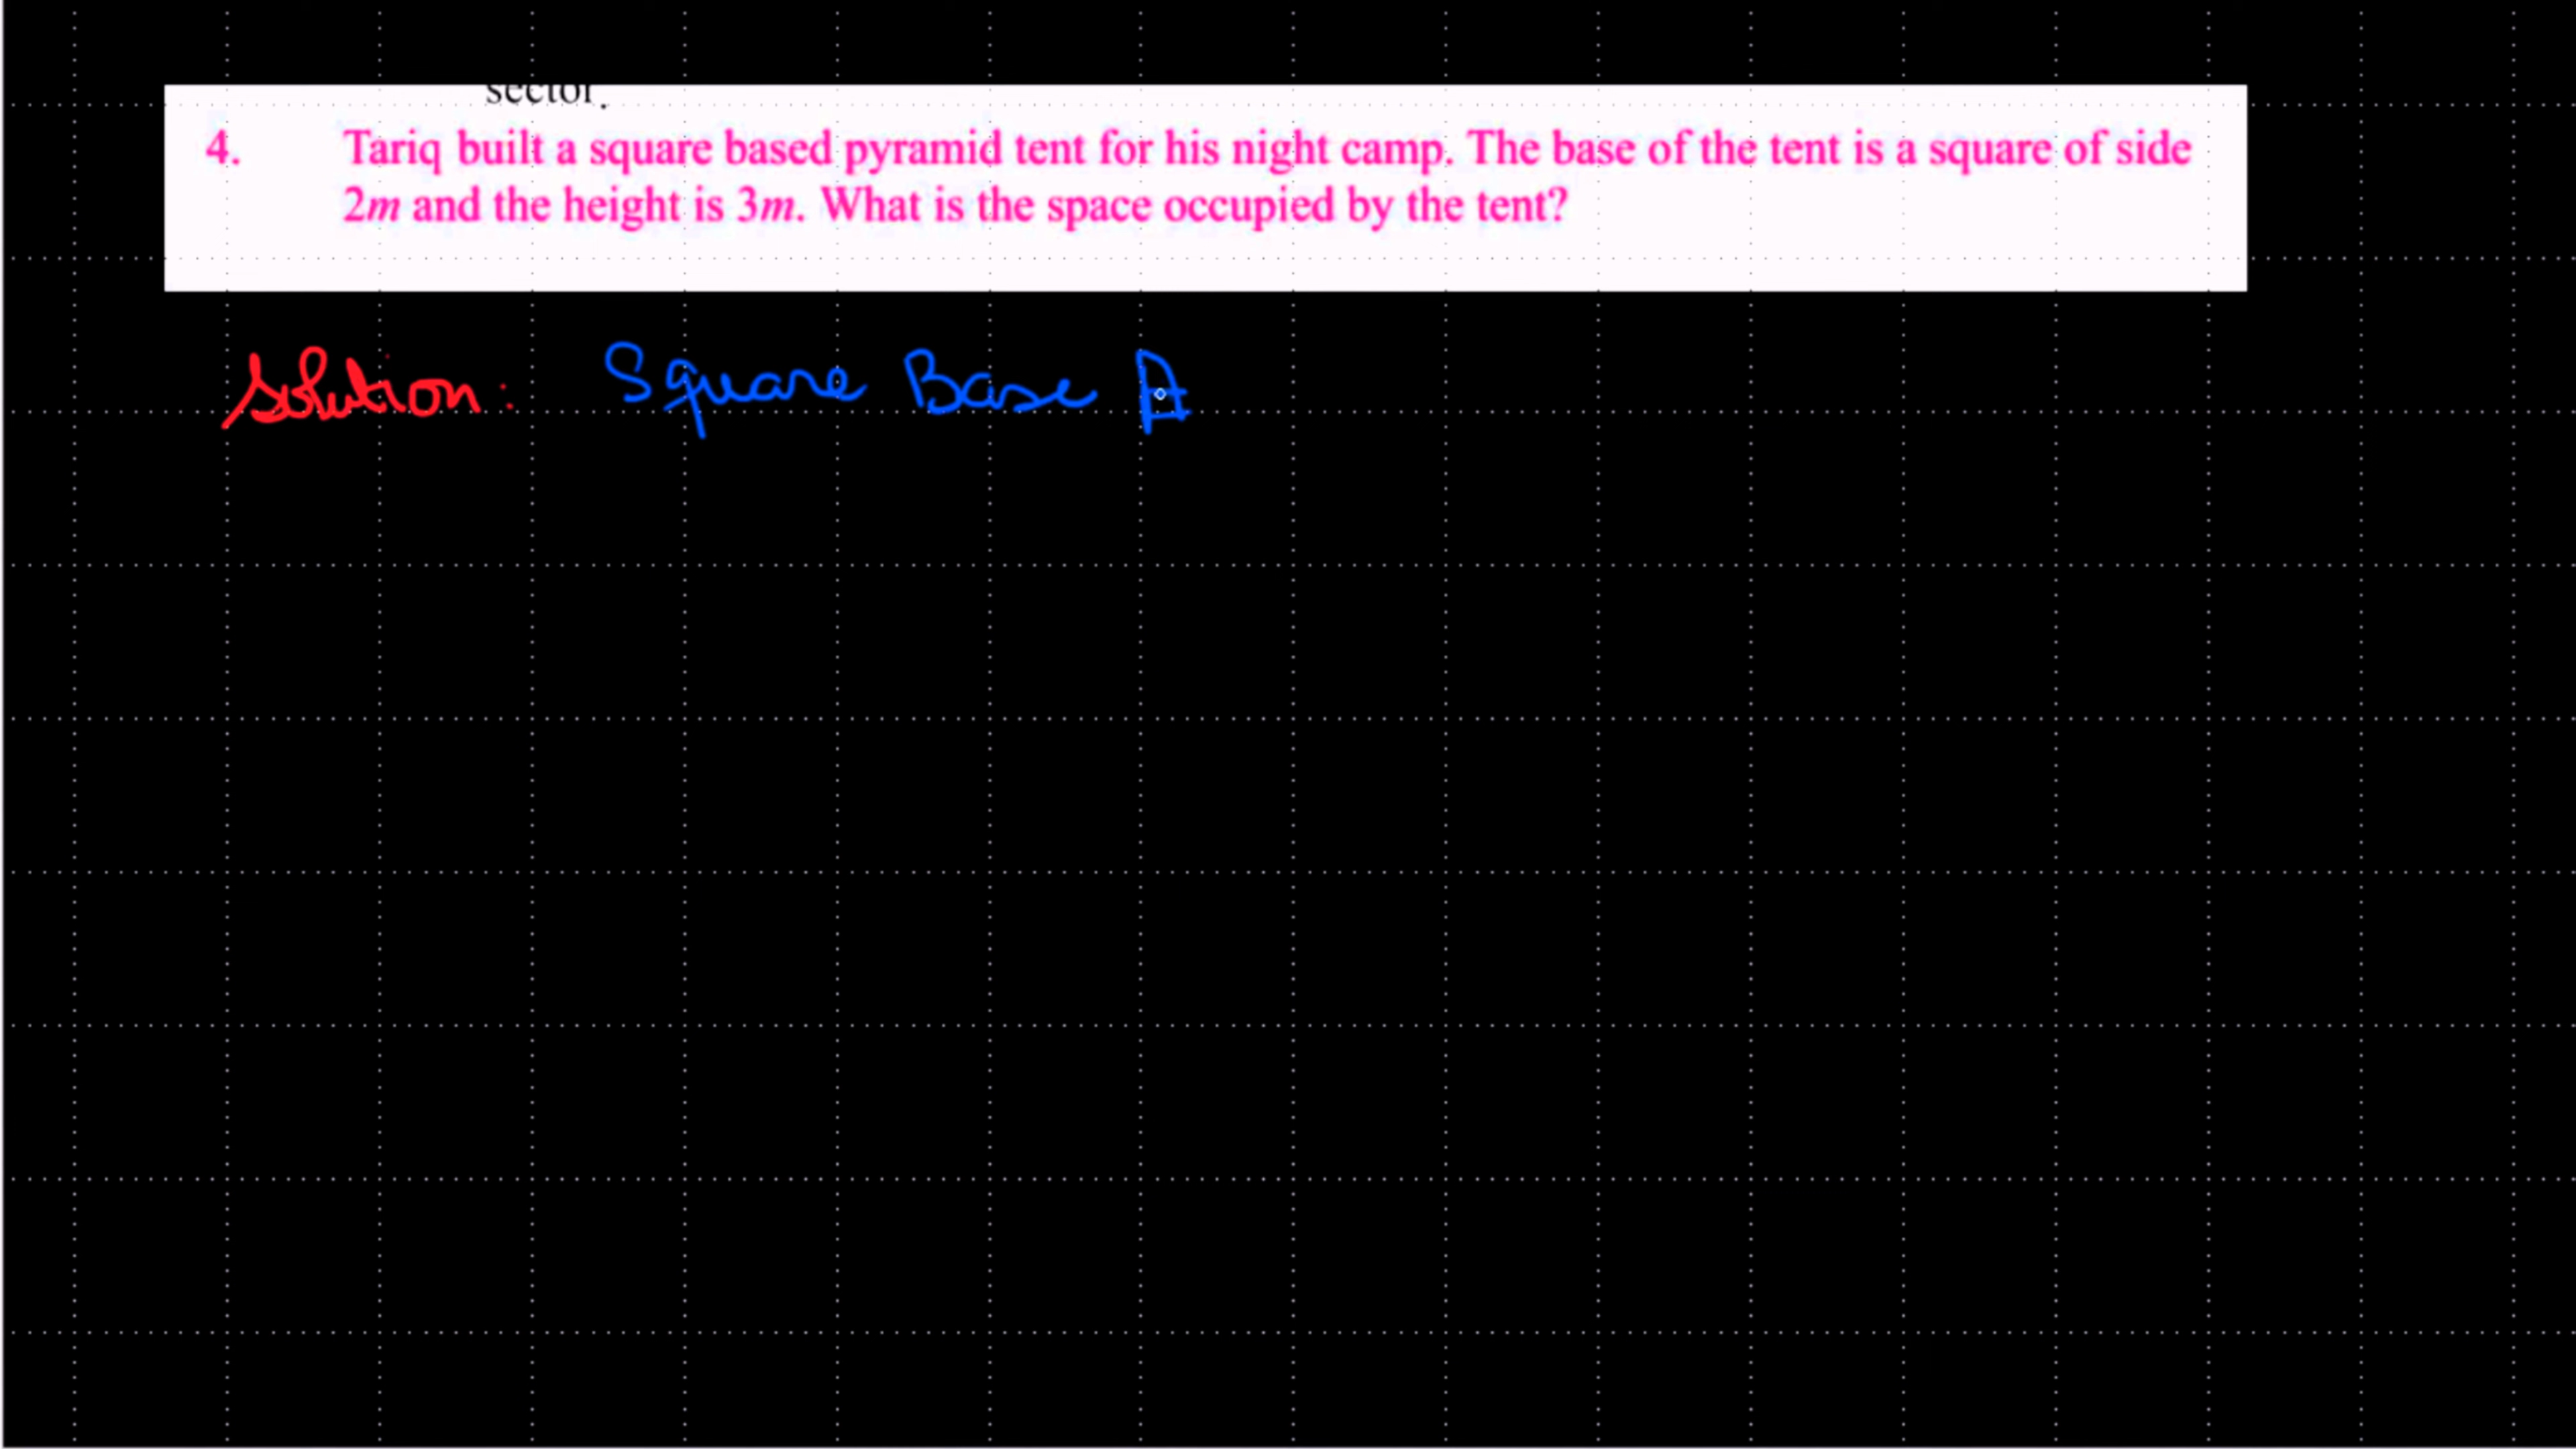 sector.
4. Tariq built a square based pyramid tent for his night camp. The base of the tent is a square of side
2m and the height is 3m. What is the space occupied by the tent?
Solution: Square Base A